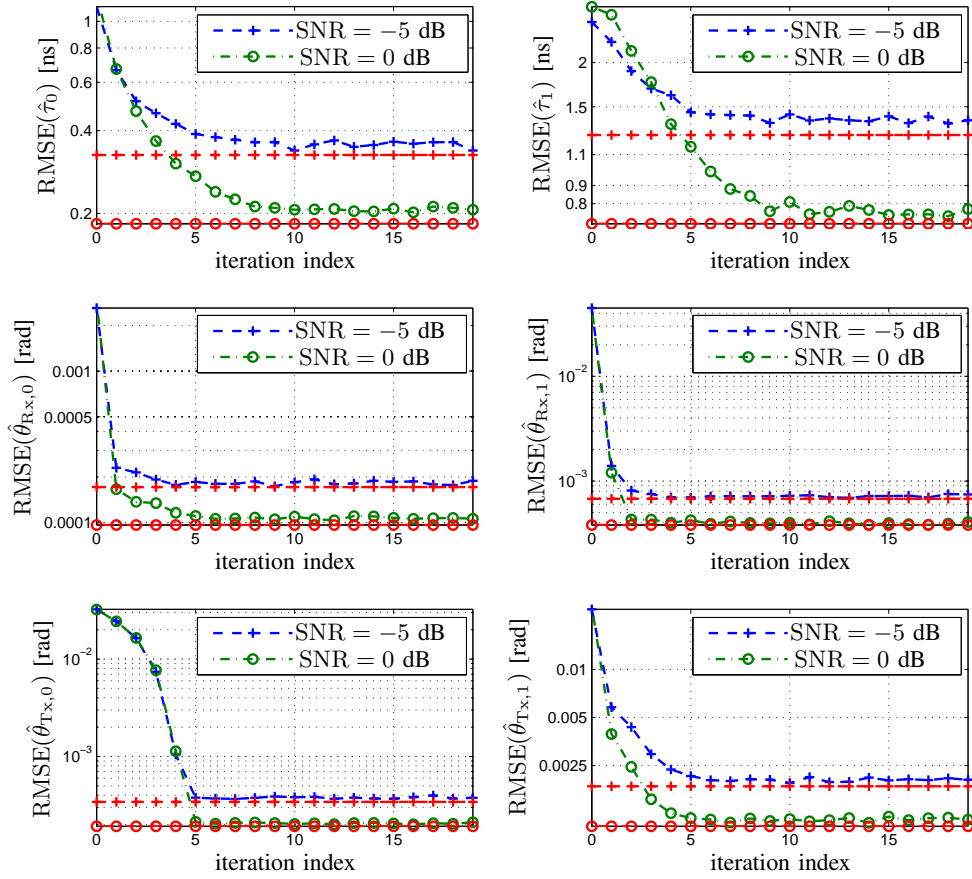 RMSE(τ̂₀) [ns]
1
0.8
0.6
0.4
0.2
SNR = −5 dB
SNR = 0 dB
0 5 10 15
iteration index
RMSE(τ̂₁) [ns]
2
1.5
1.1
0.9
0.8
SNR = −5 dB
SNR = 0 dB
0 5 10 15
iteration index
RMSE(θ̂_Rx,0) [rad]
0.001
0.0005
0.0001
SNR = −5 dB
SNR = 0 dB
0 5 10 15
iteration index
RMSE(θ̂_Rx,1) [rad]
10⁻²
10⁻³
SNR = −5 dB
SNR = 0 dB
0 5 10 15
iteration index
RMSE(θ̂_Tx,0) [rad]
10⁻²
10⁻³
SNR = −5 dB
SNR = 0 dB
0 5 10 15
iteration index
RMSE(θ̂_Tx,1) [rad]
0.01
0.005
0.0025
SNR = −5 dB
SNR = 0 dB
0 5 10 15
iteration index